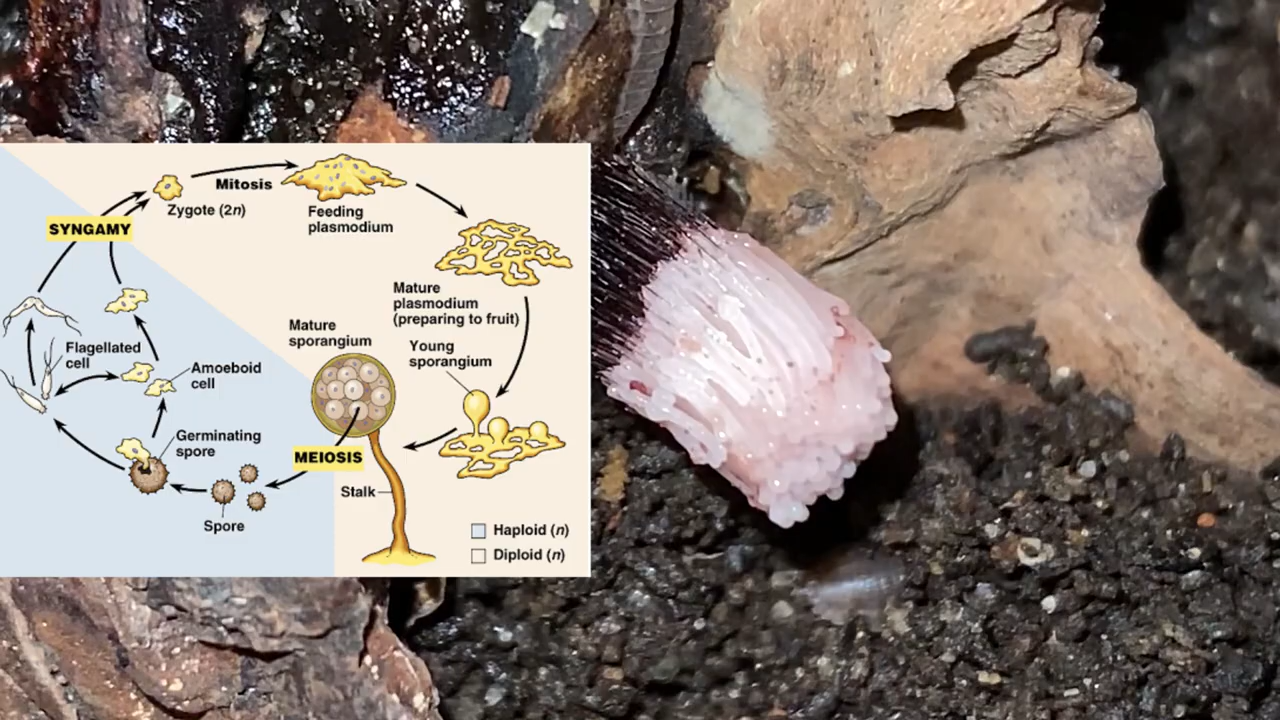 Mitosis
Zygote (2n)
Feeding
plasmodium
SYNGAMY
Mature
plasmodium
(preparing to fruit)
Mature
sporangium
Young
sporangium
Flagellated
cell
Amoeboid
cell
Germinating
spore
MEIOSIS
Stalk
Spore
Haploid (n)
Diploid (n)